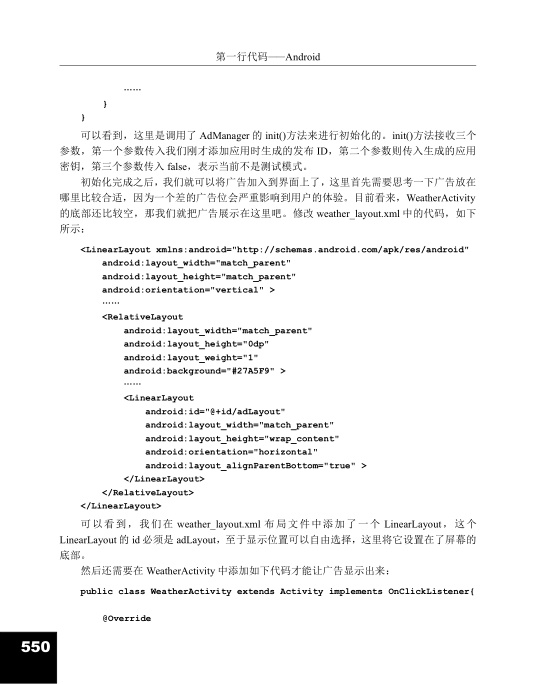 第一行代码——Android
……
}
}
可以看到，这里是调用了 AdManager 的 init()方法来进行初始化的。init()方法接收三个
参数，第一个参数传入我们刚才添加应用时生成的发布 ID，第二个参数则传入生成的应用
密钥，第三个参数传入 false，表示当前不是测试模式。
初始化完成之后，我们就可以将广告加入到界面上了，这里首先需要思考一下广告放在
哪里比较合适，因为一个差的广告位会严重影响到用户的体验。目前看来，WeatherActivity
的底部还比较空，那我们就把广告展示在这里吧。修改 weather_layout.xml 中的代码，如下
所示：
<LinearLayout xmlns:android="http://schemas.android.com/apk/res/android"
android:layout_width="match_parent"
android:layout_height="match_parent"
android:orientation="vertical" >
……
<RelativeLayout
android:layout_width="match_parent"
android:layout_height="0dp"
android:layout_weight="1"
android:background="#27A5F9" >
……
<LinearLayout
android:id="@+id/adLayout"
android:layout_width="match_parent"
android:layout_height="wrap_content"
android:orientation="horizontal"
android:layout_alignParentBottom="true" >
</LinearLayout>
</RelativeLayout>
</LinearLayout>
可以看到，我们在 weather_layout.xml 布局文件中添加了一个 LinearLayout，这个
LinearLayout 的 id 必须是 adLayout，至于显示位置可以自由选择，这里将它设置在了屏幕的
底部。
然后还需要在 WeatherActivity 中添加如下代码才能让广告显示出来：
public class WeatherActivity extends Activity implements OnClickListener{
@Override
550